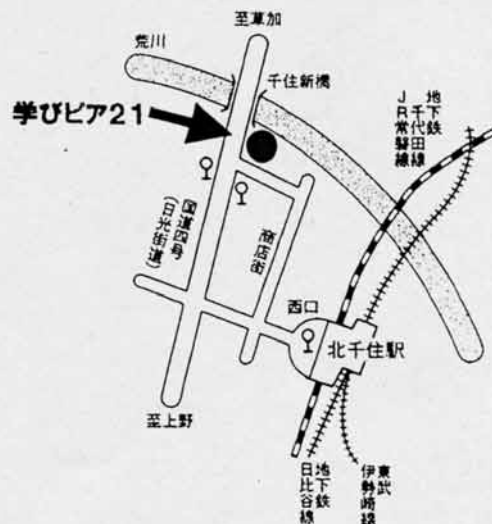 至草加
荒川
千住新橋
学びピア21
地下鉄
千代田線
JR常磐線
国道四号
(日光街道)
商店街
西口
北千住駅
至上野
地下鉄
日比谷線
東武
伊勢崎線